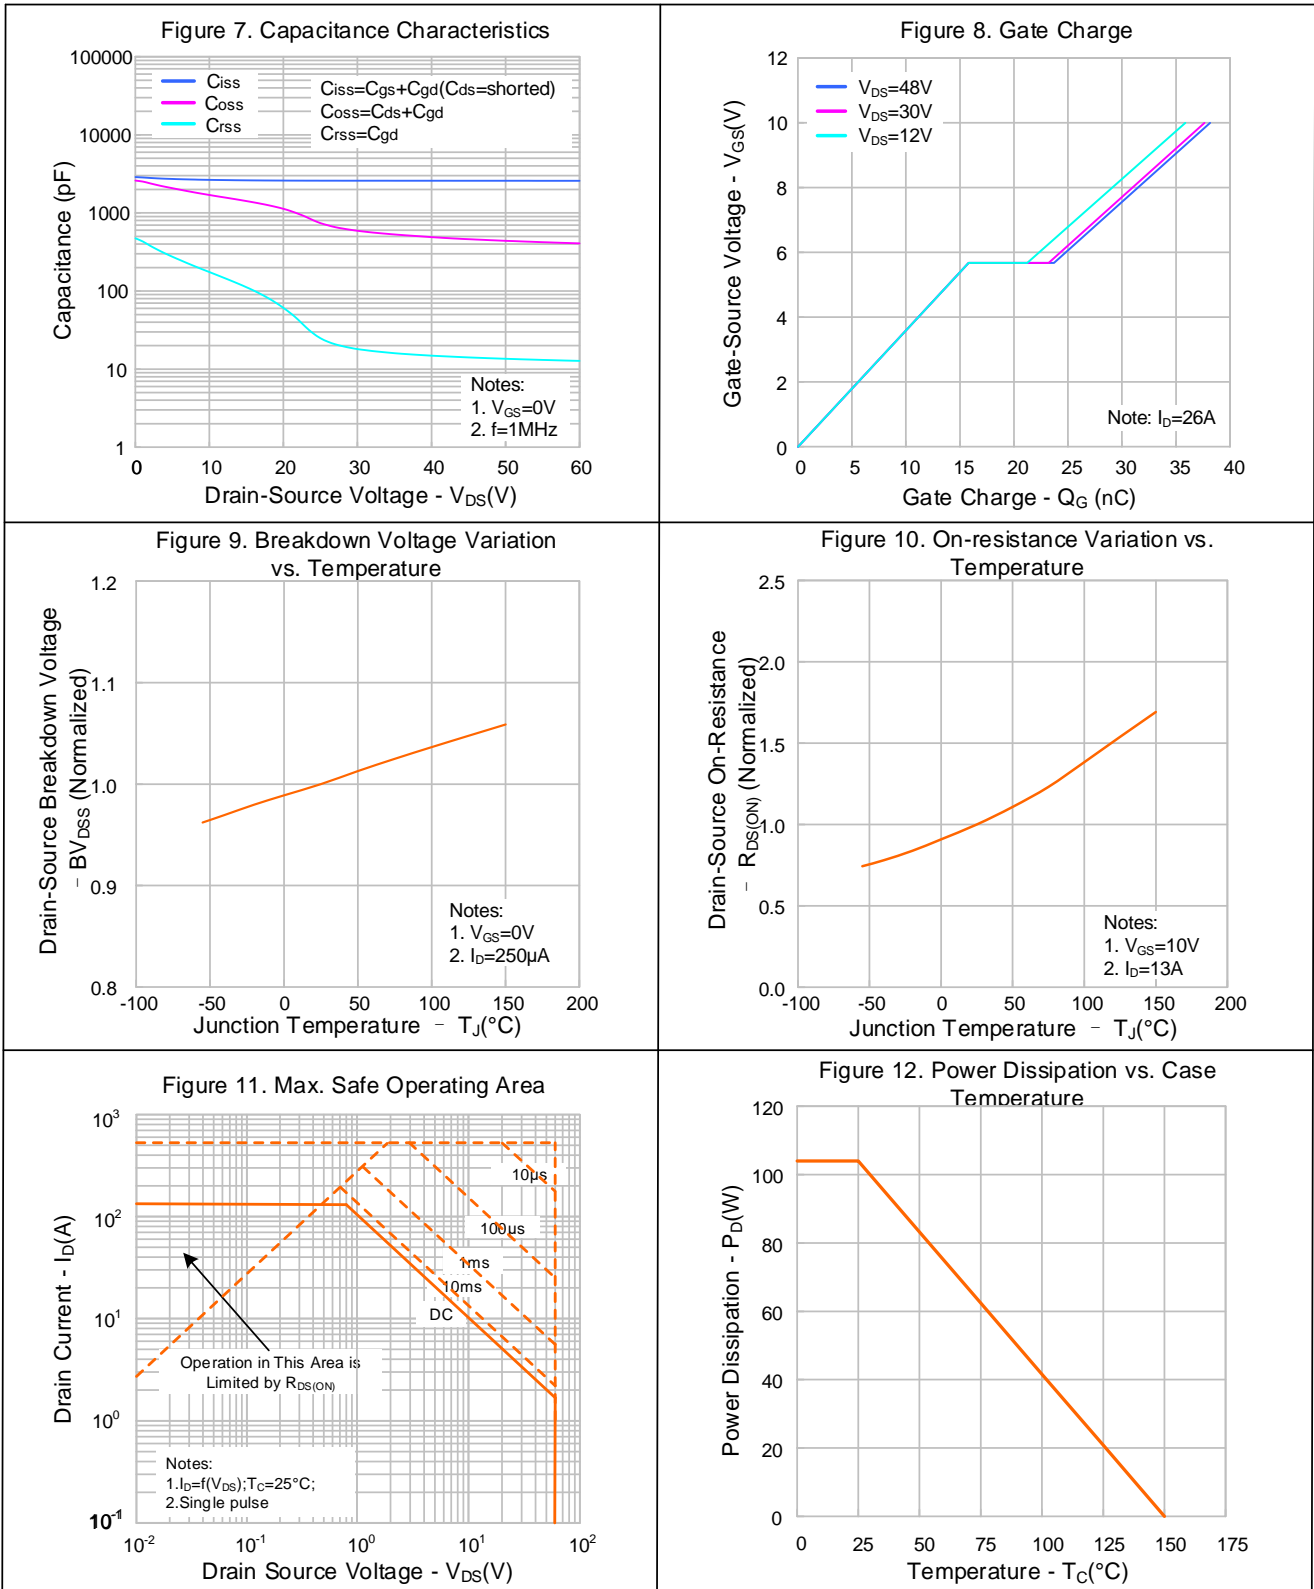 Figure 7. Capacitance Characteristics
100000
10000
1000
100
10
1
Capacitance (pF)
Ciss
Coss
Crss
Ciss=Cgs+Cgd(Cds=shorted)
Coss=Cds+Cgd
Crss=Cgd
Notes:
1. VGS=0V
2. f=1MHz
0 10 20 30 40 50 60
Drain-Source Voltage - VDS(V)
Figure 8. Gate Charge
12
10
8
6
4
2
0
Gate-Source Voltage - VGS(V)
VDS=48V
VDS=30V
VDS=12V
Note: ID=26A
0 5 10 15 20 25 30 35 40
Gate Charge - QG (nC)
Figure 9. Breakdown Voltage Variation
vs. Temperature
1.2
1.1
1.0
0.9
0.8
Drain-Source Breakdown Voltage
– BVDSS (Normalized)
Notes:
1. VGS=0V
2. ID=250µA
-100 -50 0 50 100 150 200
Junction Temperature – TJ(°C)
Figure 10. On-resistance Variation vs.
Temperature
2.5
2.0
1.5
1.0
0.5
0.0
Drain-Source On-Resistance
– RDS(ON) (Normalized)
Notes:
1. VGS=10V
2. ID=13A
-100 -50 0 50 100 150 200
Junction Temperature – TJ(°C)
Figure 11. Max. Safe Operating Area
10³
10²
10¹
10⁰
10⁻¹
Drain Current - ID(A)
10µs
100µs
1ms
10ms
DC
Operation in This Area is
Limited by RDS(ON)
Notes:
1.ID=f(VDS);TC=25°C;
2.Single pulse
10⁻² 10⁻¹ 10⁰ 10¹ 10²
Drain Source Voltage - VDS(V)
Figure 12. Power Dissipation vs. Case
Temperature
120
100
80
60
40
20
0
Power Dissipation - PD(W)
0 25 50 75 100 125 150 175
Temperature - TC(°C)